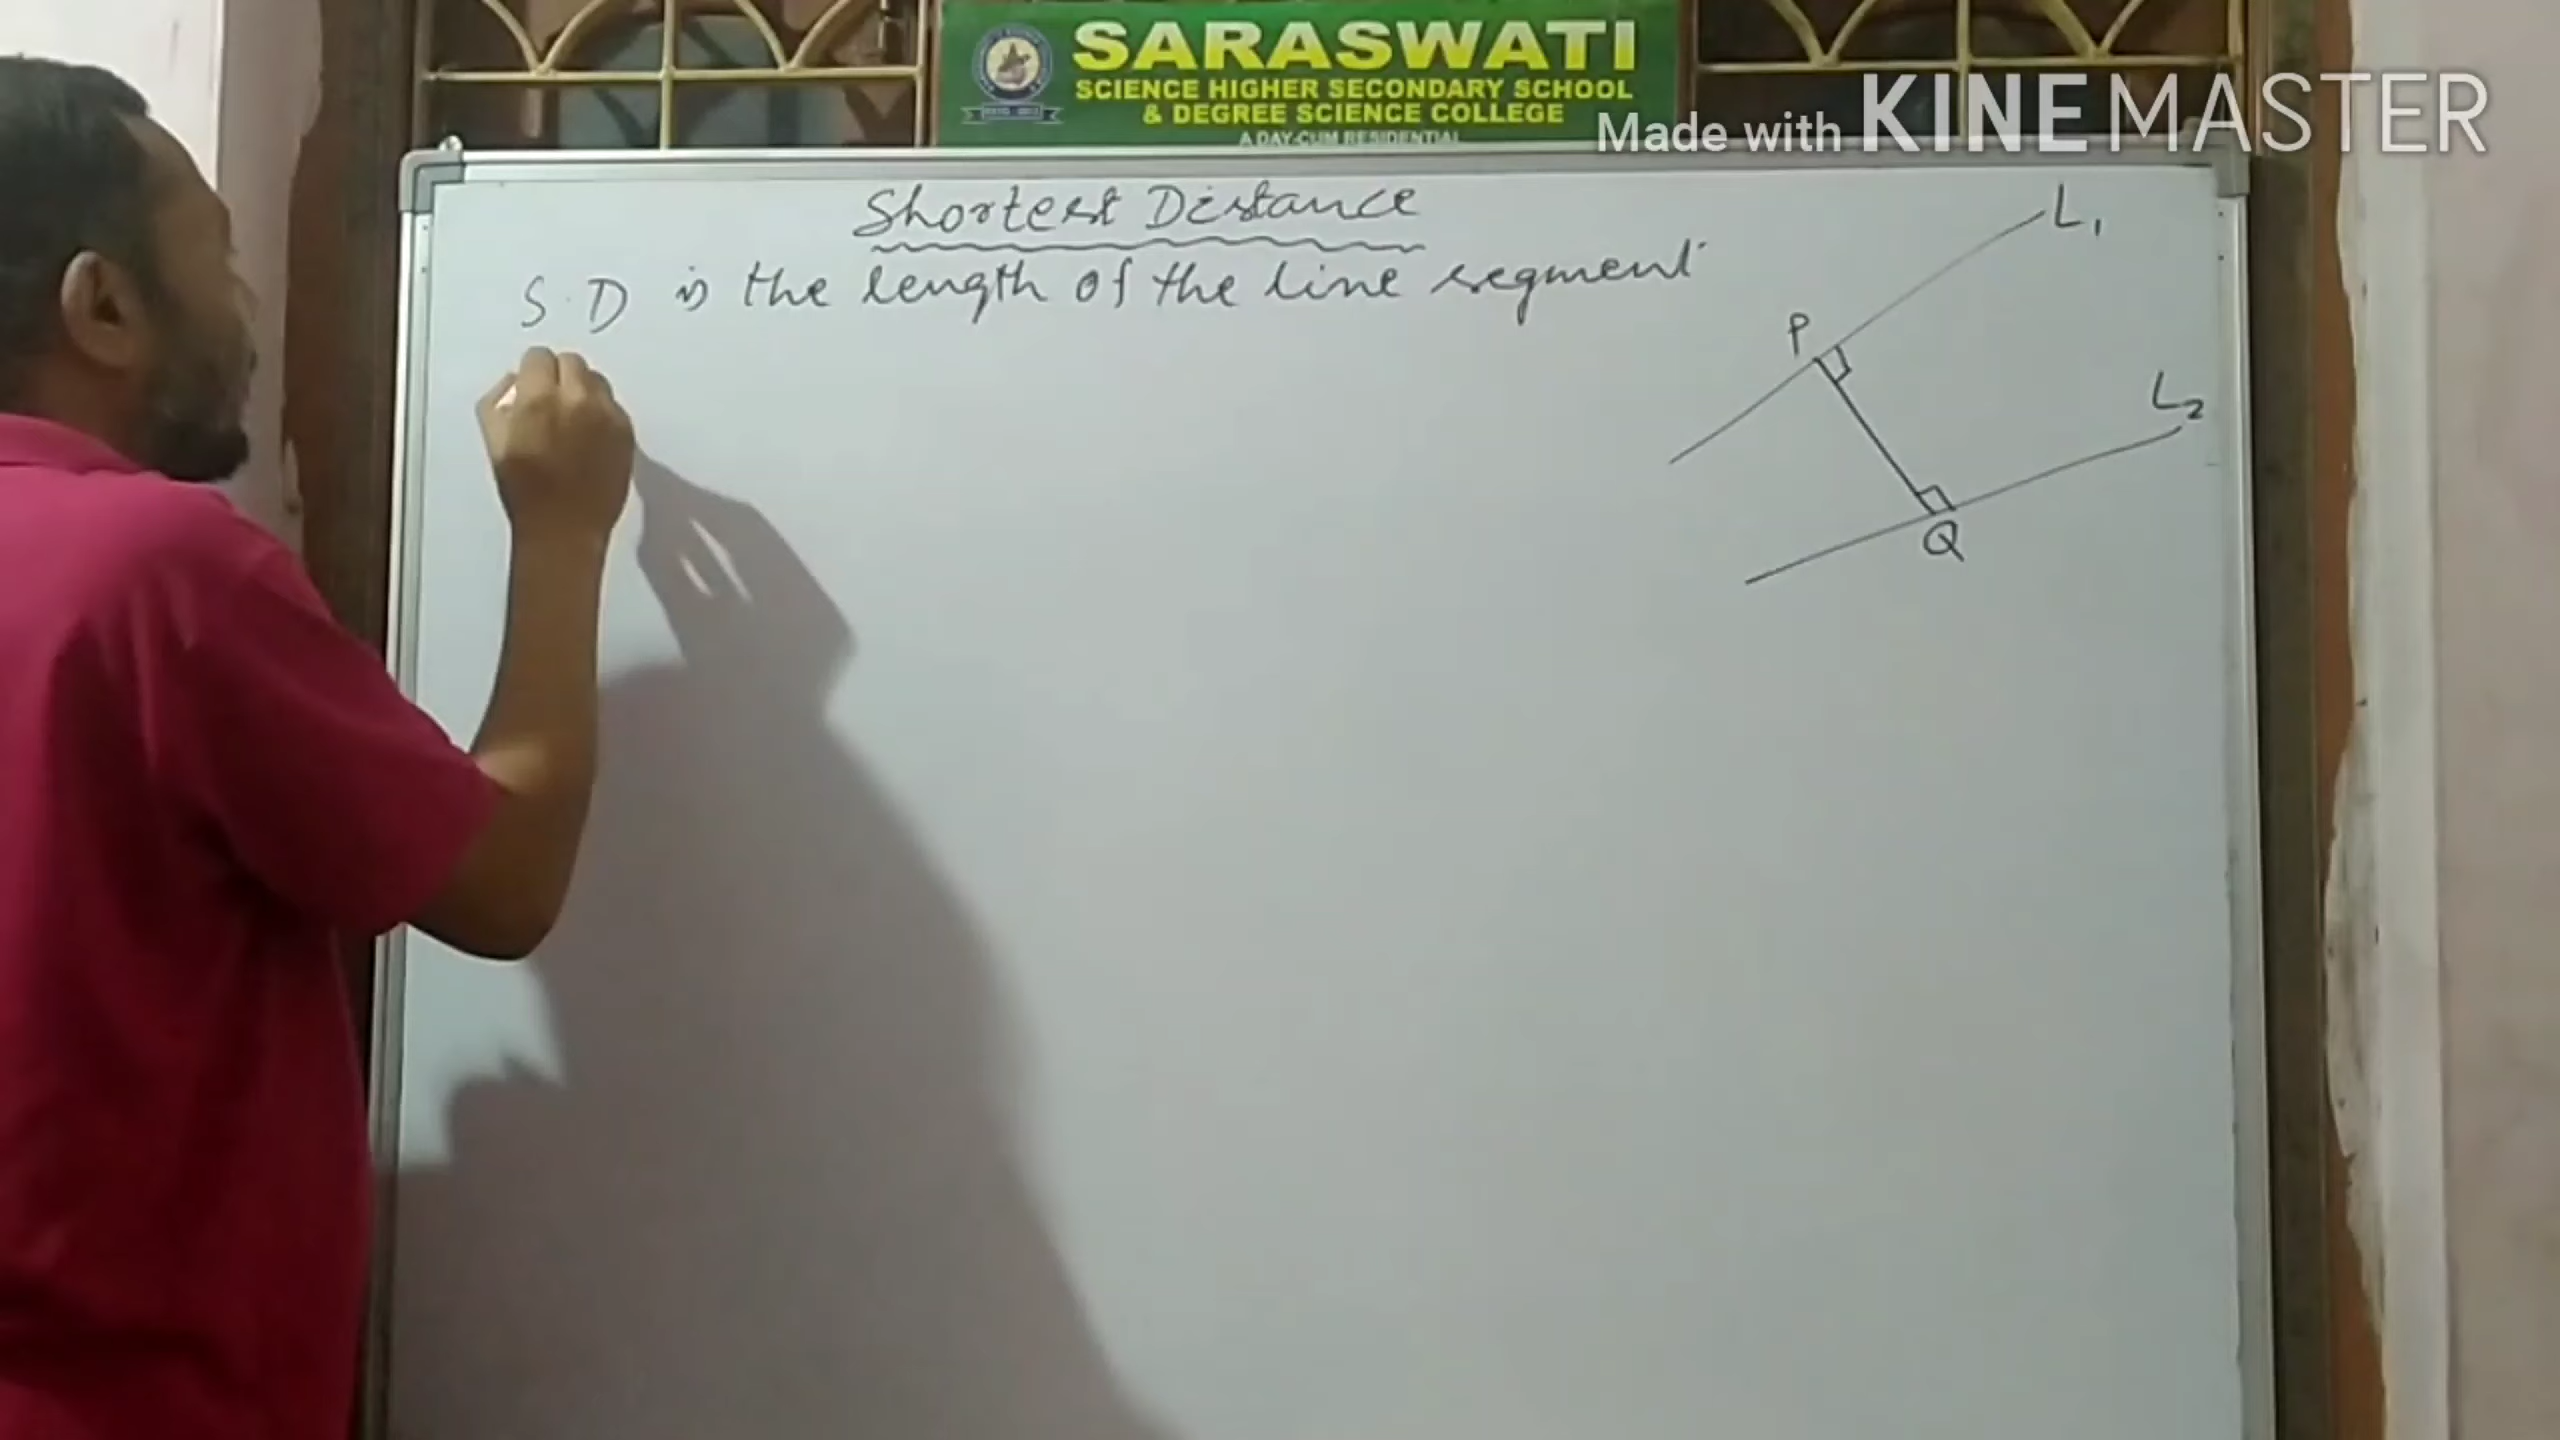 SARASWATI
SCIENCE HIGHER SECONDARY SCHOOL
& DEGREE SCIENCE COLLEGE
A DAY-CUM RESIDENTIAL
Made with KINEMASTER
Shortest Distance
S.D is the length of the line segment
L1
P
L2
Q